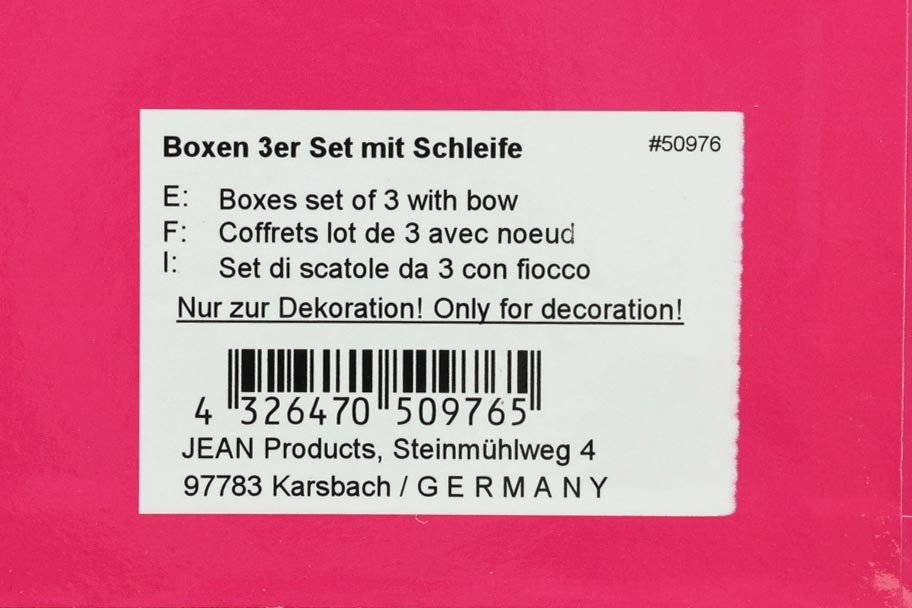 Boxen 3er Set mit Schleife #50976
E: Boxes set of 3 with bow
F: Coffrets lot de 3 avec noeud
I: Set di scatole da 3 con fiocco
Nur zur Dekoration! Only for decoration!
4 326470 509765
JEAN Products, Steinmühlweg 4
97783 Karsbach / G E R M A N Y